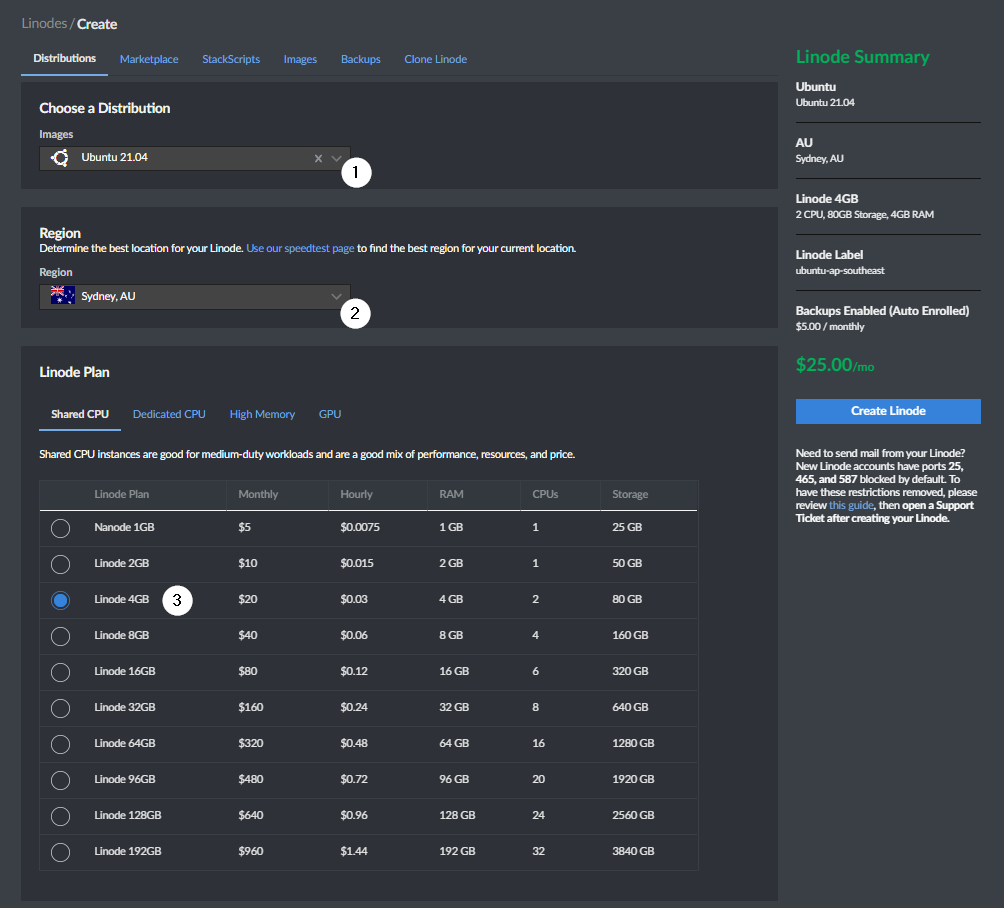 Linodes / Create
Distributions Marketplace StackScripts Images Backups Clone Linode
Choose a Distribution
Images
Ubuntu 21.04
1
Region
Determine the best location for your Linode. Use our speedtest page to find the best region for your current location.
Region
Sydney, AU
2
Linode Plan
Shared CPU Dedicated CPU High Memory GPU
Shared CPU instances are good for medium-duty workloads and are a good mix of performance, resources, and price.
Linode Plan Monthly Hourly RAM CPUs Storage
Nanode 1GB $5 $0.0075 1 GB 1 25 GB
Linode 2GB $10 $0.015 2 GB 1 50 GB
Linode 4GB 3 $20 $0.03 4 GB 2 80 GB
Linode 8GB $40 $0.06 8 GB 4 160 GB
Linode 16GB $80 $0.12 16 GB 6 320 GB
Linode 32GB $160 $0.24 32 GB 8 640 GB
Linode 64GB $320 $0.48 64 GB 16 1280 GB
Linode 96GB $480 $0.72 96 GB 20 1920 GB
Linode 128GB $640 $0.96 128 GB 24 2560 GB
Linode 192GB $960 $1.44 192 GB 32 3840 GB
Linode Summary
Ubuntu
Ubuntu 21.04
AU
Sydney, AU
Linode 4GB
2 CPU, 80GB Storage, 4GB RAM
Linode Label
ubuntu-ap-southeast
Backups Enabled (Auto Enrolled)
$5.00 / monthly
$25.00/mo
Create Linode
Need to send mail from your Linode?
New Linode accounts have ports 25,
465, and 587 blocked by default. To
have these restrictions removed, please
review this guide, then open a Support
Ticket after creating your Linode.